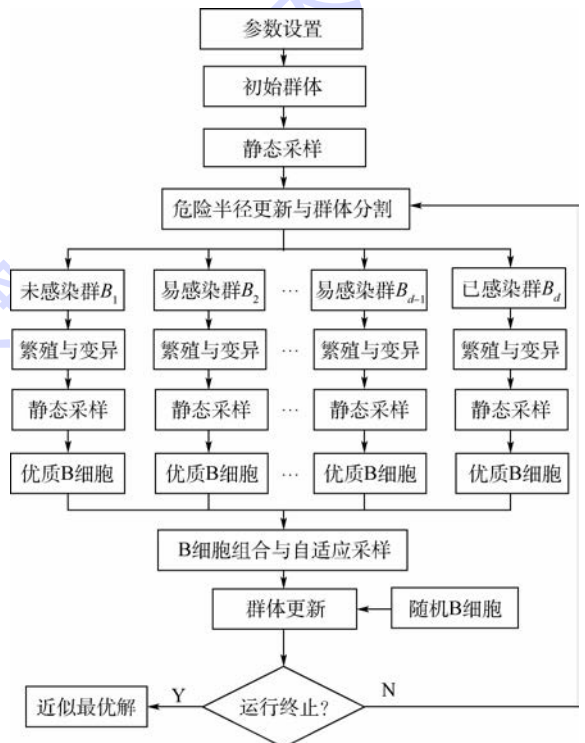 参数设置
初始群体
静态采样
危险半径更新与群体分割
未感染群B₁ 易感染群B₂ … 易感染群B_{d-1} 已感染群B_d
繁殖与变异 繁殖与变异 … 繁殖与变异 繁殖与变异
静态采样 静态采样 … 静态采样 静态采样
优质B细胞 优质B细胞 … 优质B细胞 优质B细胞
B细胞组合与自适应采样
群体更新 随机B细胞
近似最优解 Y 运行终止? N